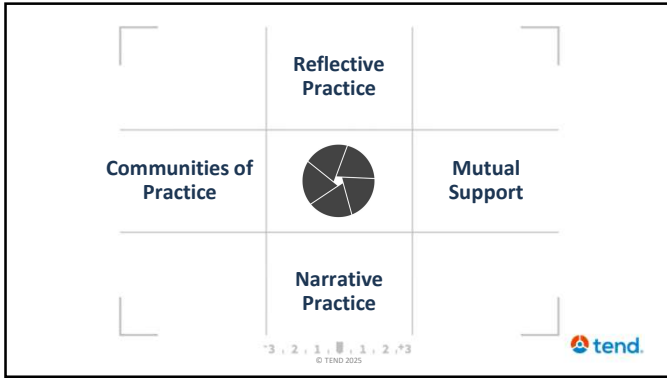 Reflective
Practice
Communities of
Practice
Mutual
Support
Narrative
Practice
-3 . 2 . 1 . . 1 . 2 .+3
© TEND 2025
tend.